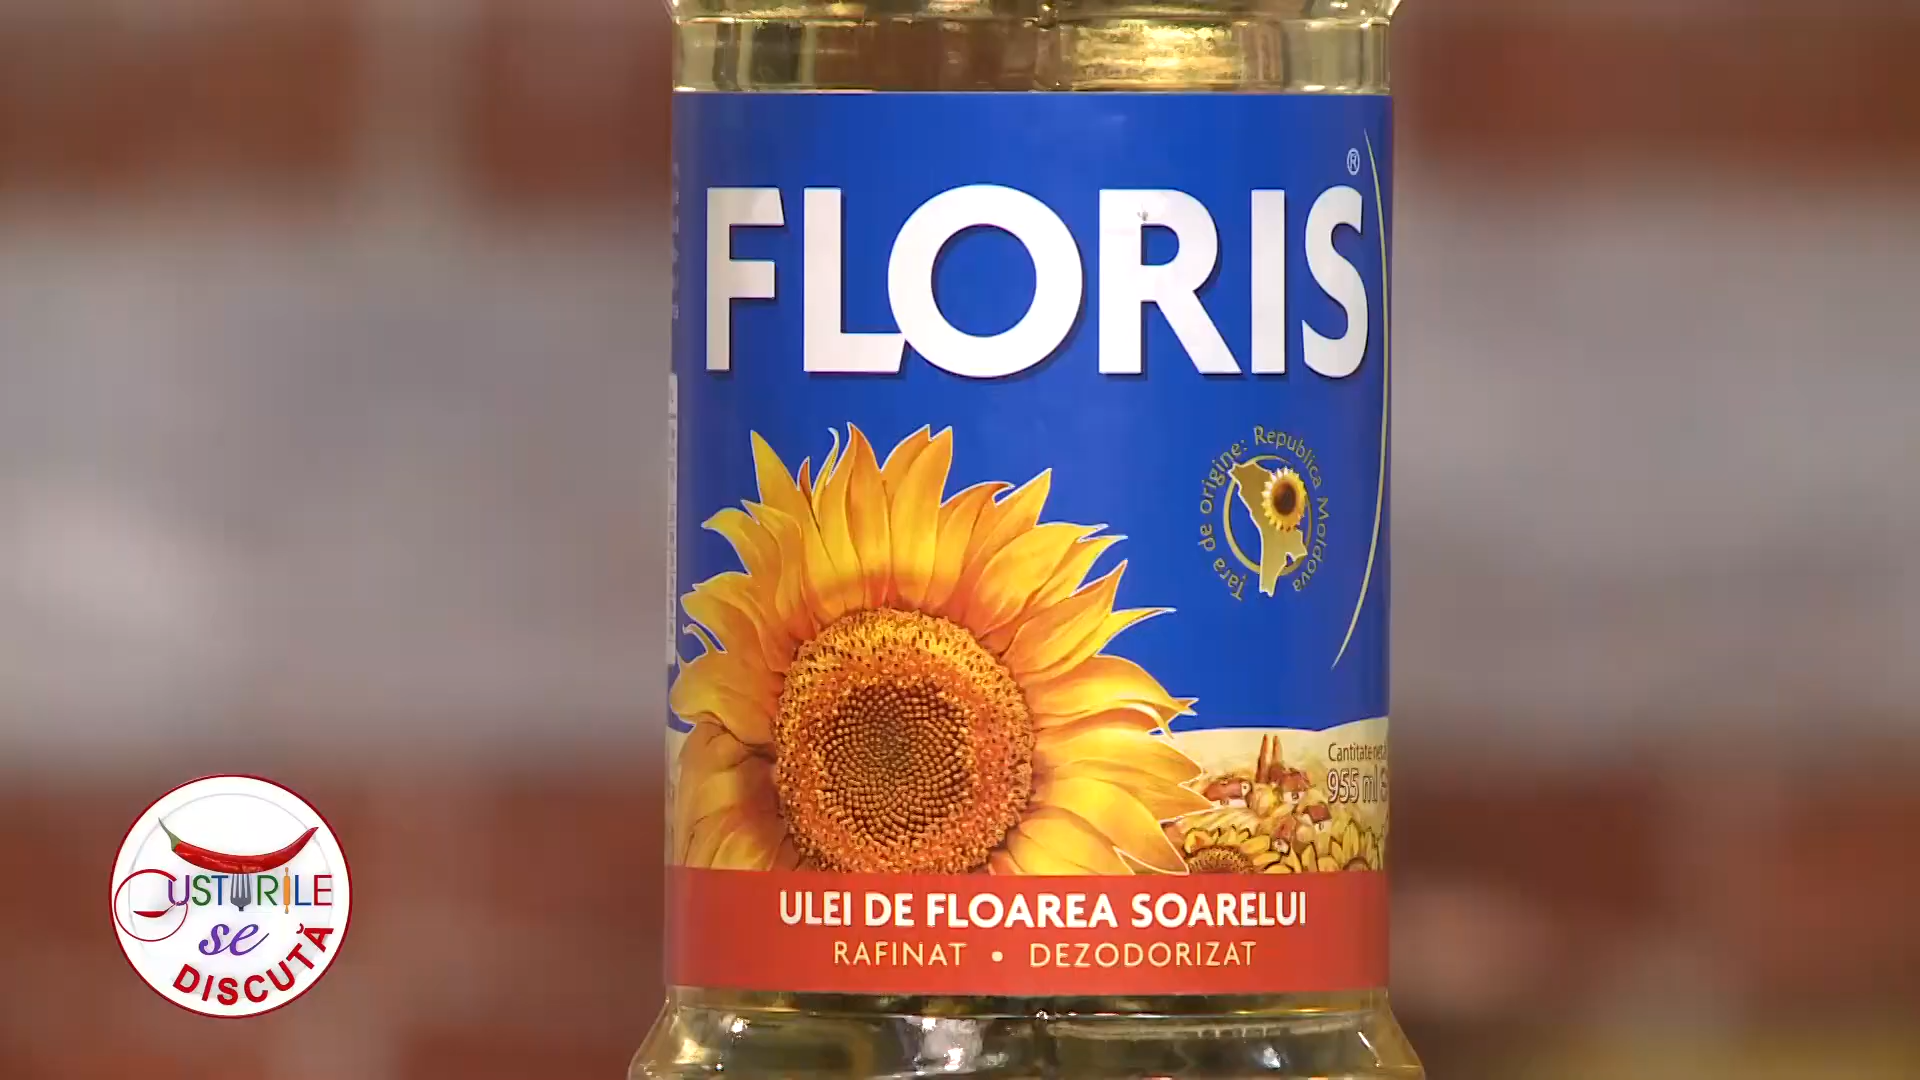 FLORIS
®
Țara de origine: Republica Moldova
Cantitate netă
955 ml e
ULEI DE FLOAREA SOARELUI
RAFINAT • DEZODORIZAT
GUSTURILE
se
DISCUTĂ